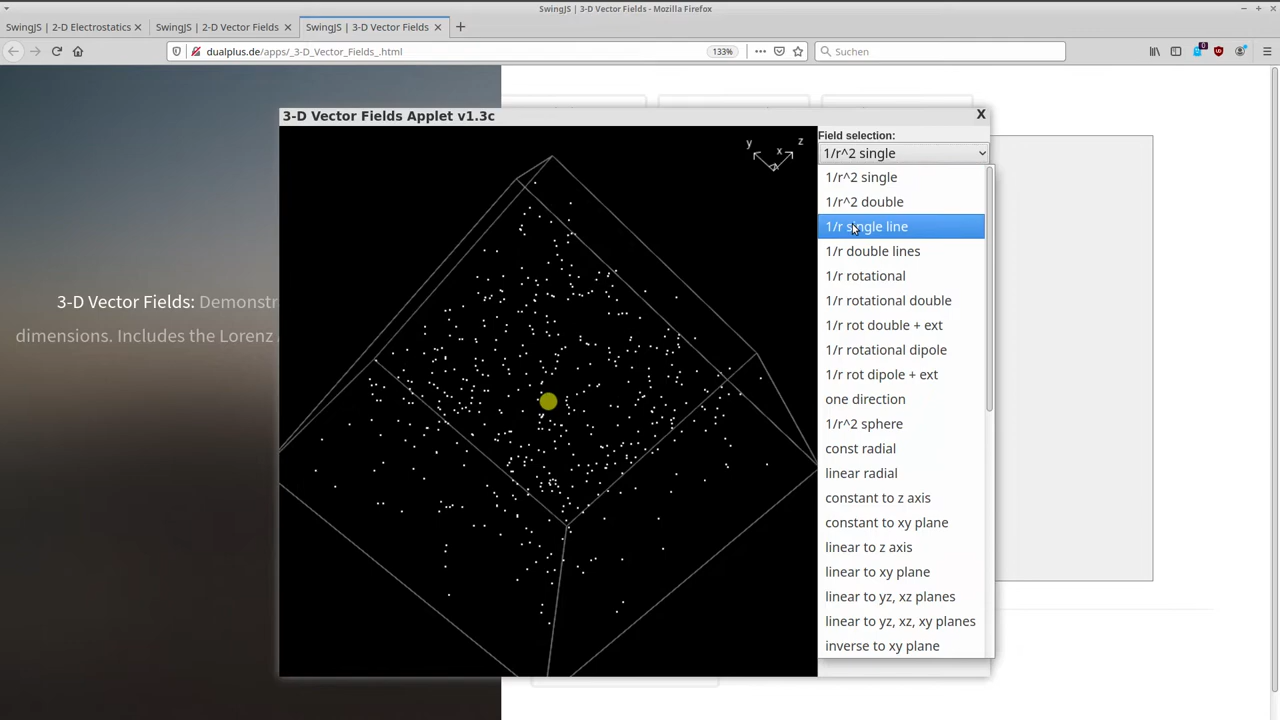 SwingJS | 3-D Vector Fields - Mozilla Firefox
SwingJS | 2-D Electrostatics
SwingJS | 2-D Vector Fields
SwingJS | 3-D Vector Fields
dualplus.de/apps/_3-D_Vector_Fields_.html
133%
Suchen
0
3-D Vector Fields Applet v1.3c
X
y
x
z
3-D Vector Fields: Demonstr
dimensions. Includes the Lorenz
Field selection:
1/r^2 single
1/r^2 single
1/r^2 double
1/r single line
1/r double lines
1/r rotational
1/r rotational double
1/r rot double + ext
1/r rotational dipole
1/r rot dipole + ext
one direction
1/r^2 sphere
const radial
linear radial
constant to z axis
constant to xy plane
linear to z axis
linear to xy plane
linear to yz, xz planes
linear to yz, xz, xy planes
inverse to xy plane